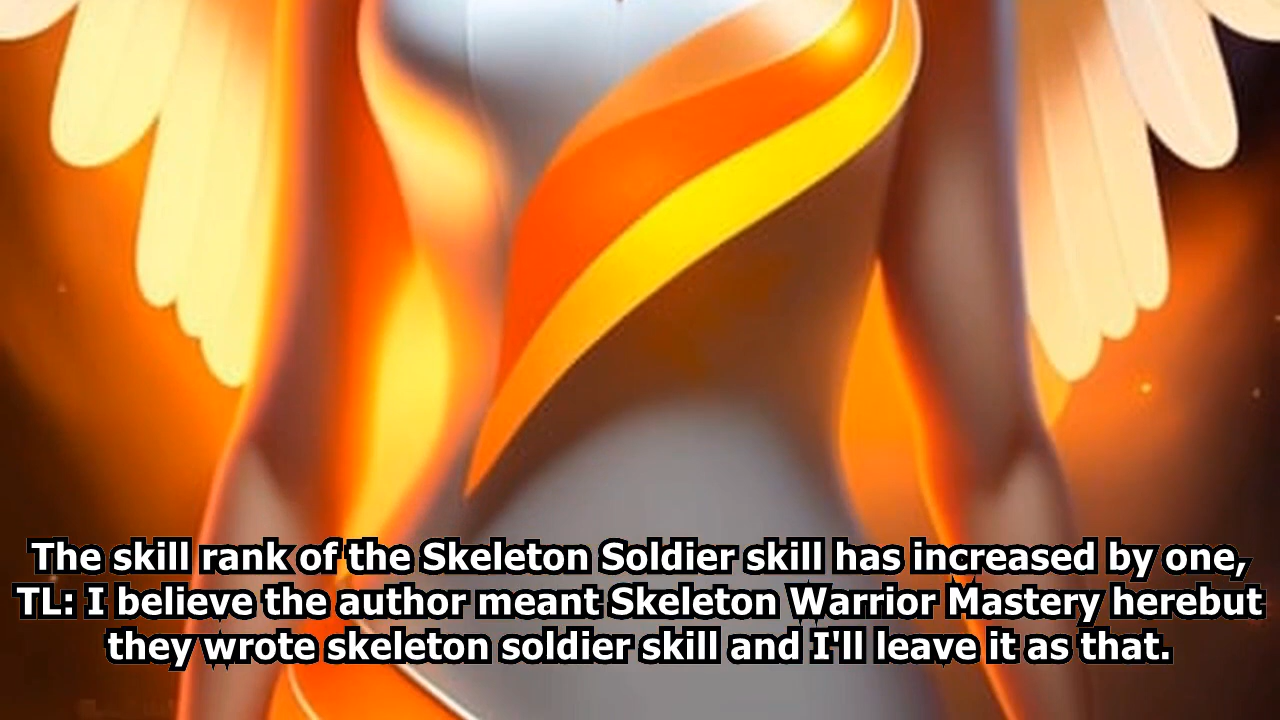 The skill rank of the Skeleton Soldier skill has increased by one,
TL: I believe the author meant Skeleton Warrior Mastery herebut
they wrote skeleton soldier skill and I'll leave it as that.